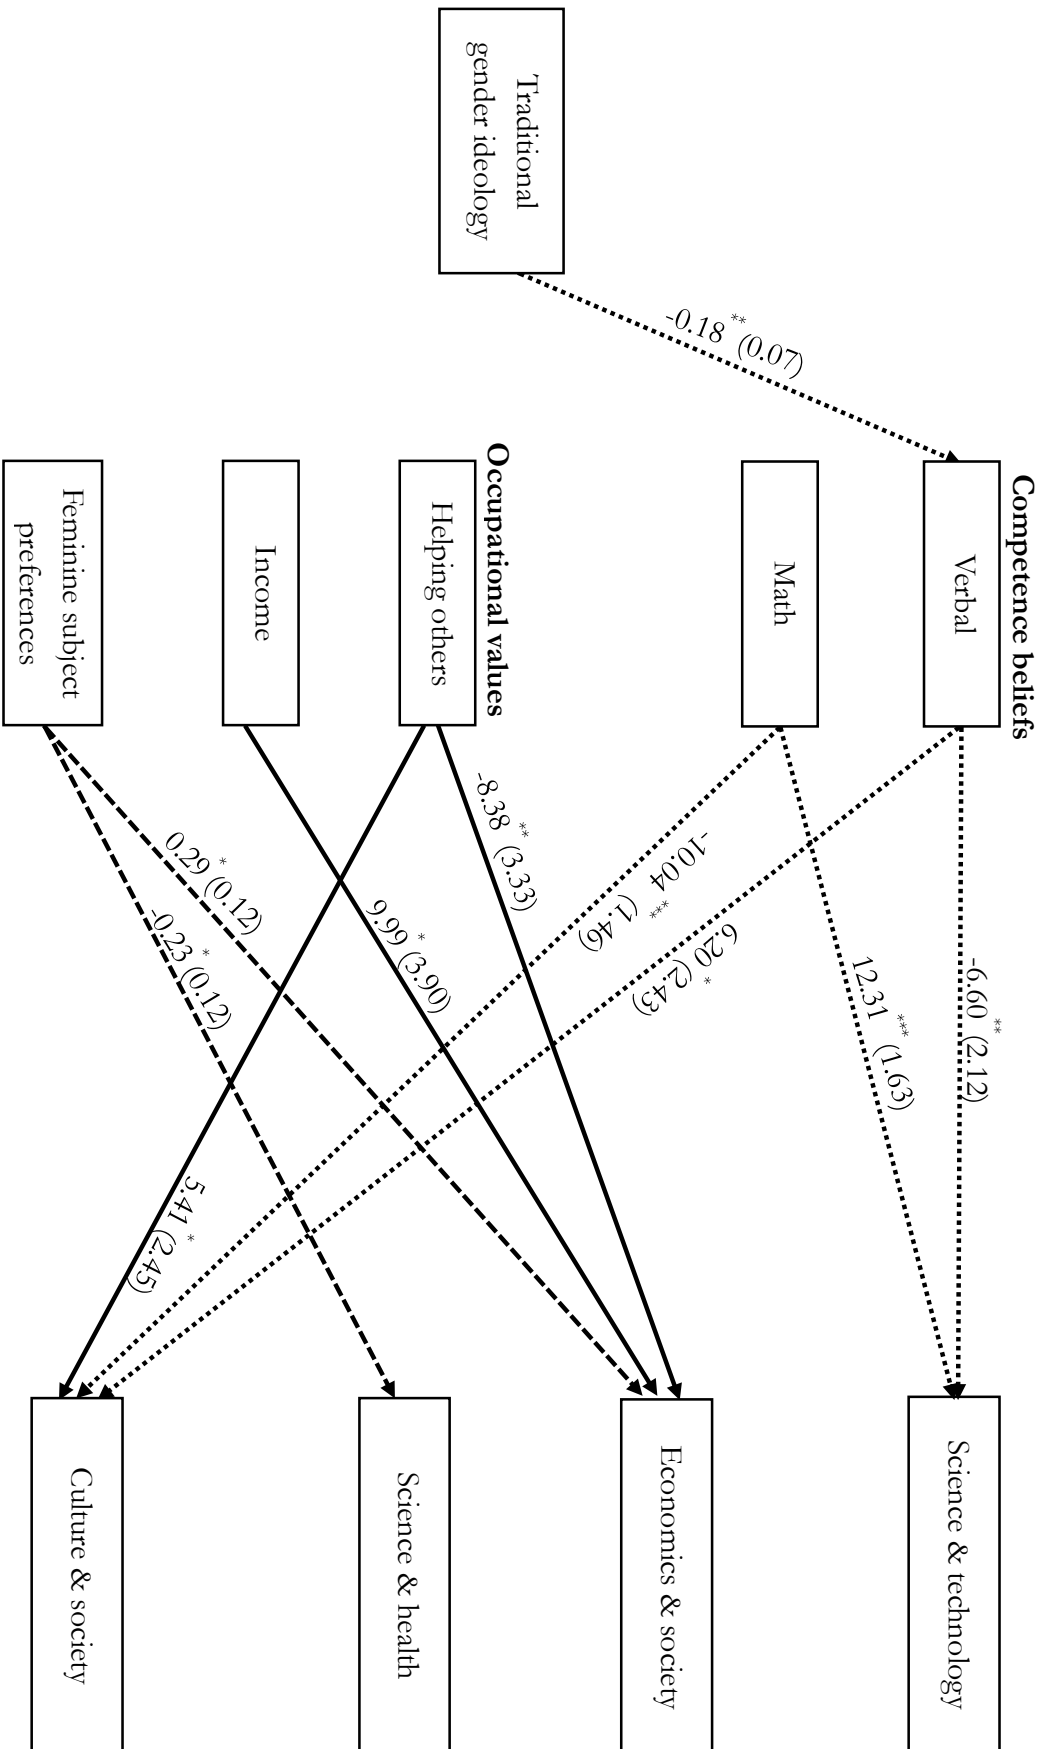 Traditional
gender ideology
-0.18 ** (0.07)
Competence beliefs
Verbal
Math
Occupational values
Helping others
Income
Feminine subject
preferences
-6.60 ** (2.12)
12.31 *** (1.63)
6.20 * (2.43)
-10.04 *** (1.46)
-8.38 ** (3.33)
9.99 * (3.90)
0.29 * (0.12)
-0.23 * (0.12)
5.41 * (2.45)
Science & technology
Economics & society
Science & health
Culture & society